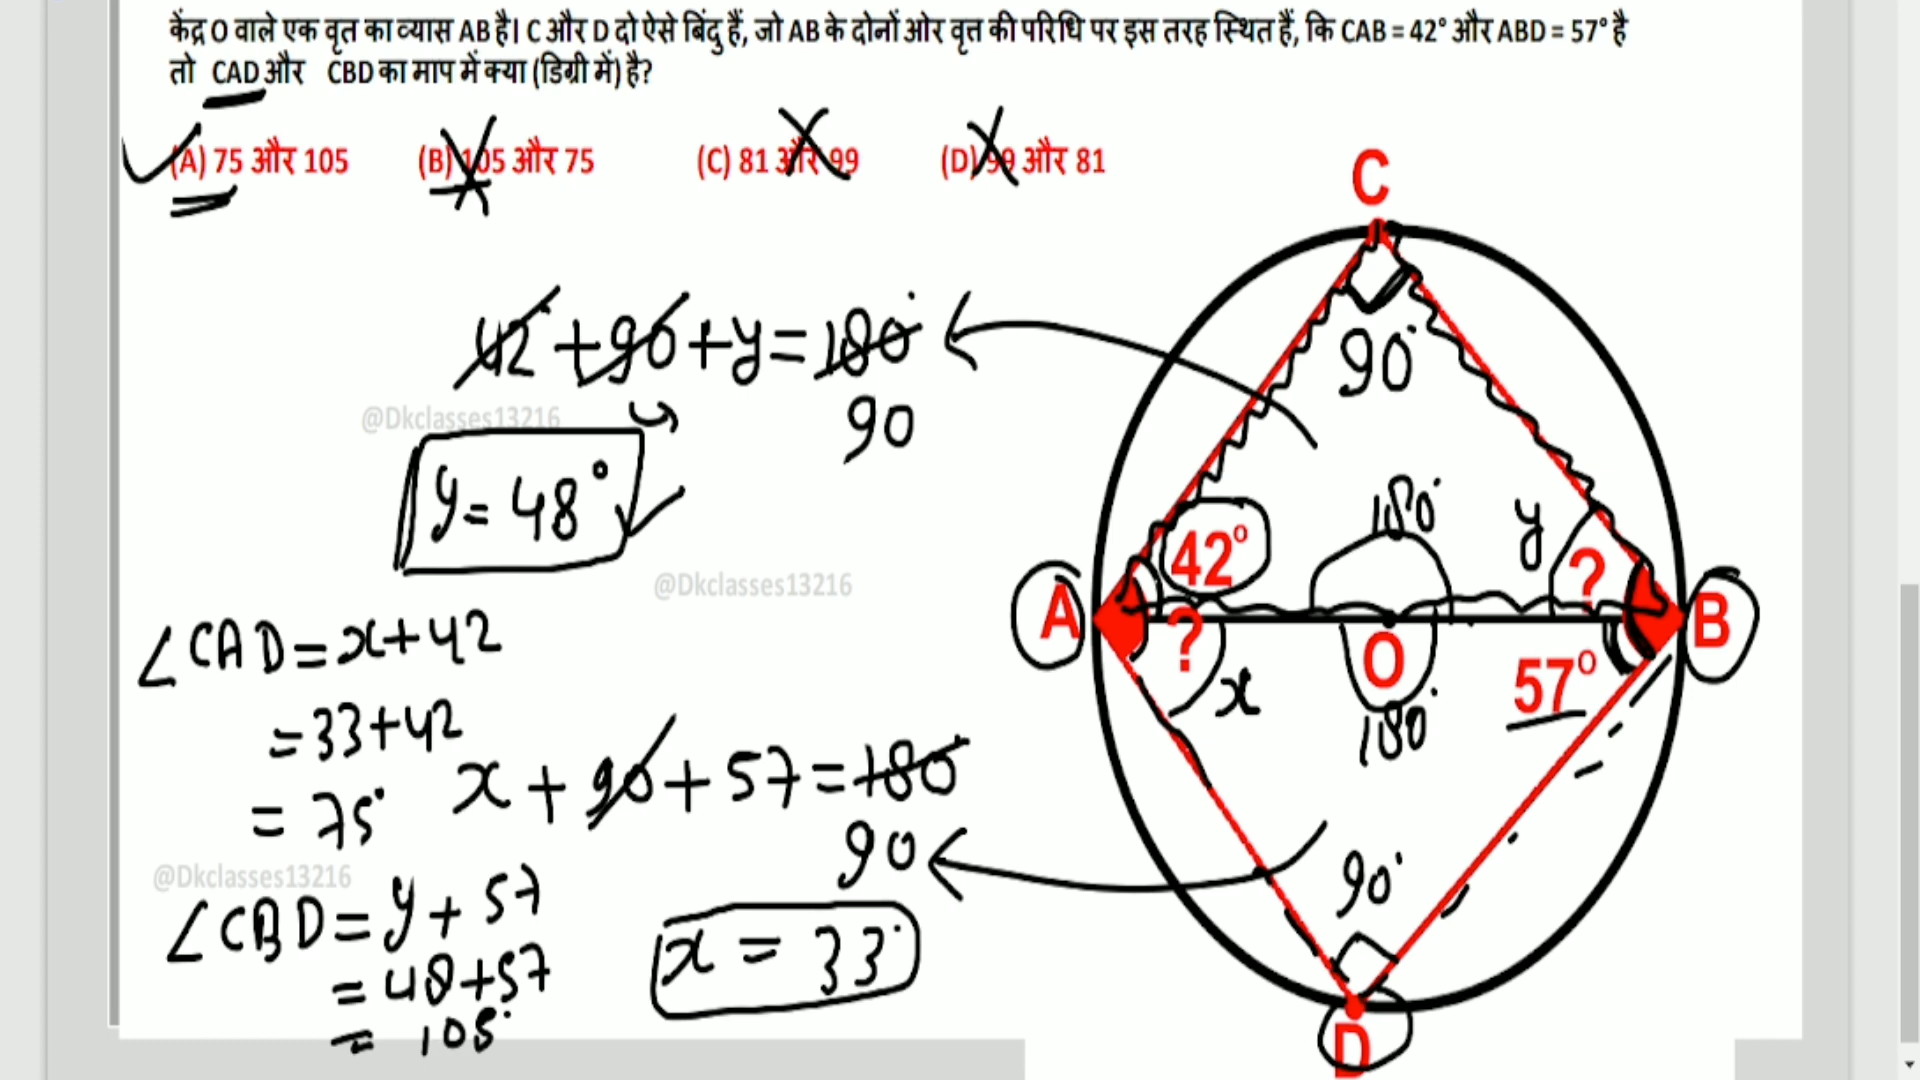 केंद्र O वाले एक वृत का व्यास AB है। C और D दो ऐसे बिंदु हैं, जो AB के दोनों ओर वृत्त की परिधि पर इस तरह स्थित हैं, कि CAB = 42° और ABD = 57° है
तो CAD और CBD का माप में क्या (डिग्री में) है?
(A) 75 और 105 (B) 105 और 75 (C) 81 और 99 (D) 99 और 81
C
42° + 90 + y = 180°
90
90°
@Dkclasses13216
y = 48°
180°
y
42°
?
@Dkclasses13216
A
B
?
O
57°
x
180°
∠CAD = x + 42
= 33 + 42
= 75°
x + 90 + 57 = 180
90
90°
@Dkclasses13216
∠CBD = y + 57
= 48 + 57
= 105°
x = 33°
D